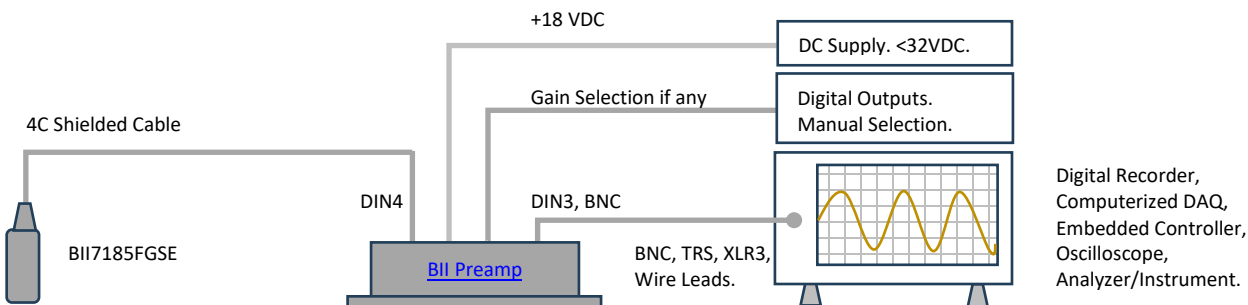 +18 VDC
DC Supply. <32VDC.
Gain Selection if any
Digital Outputs.
Manual Selection.
4C Shielded Cable
DIN4
DIN3, BNC
BII7185FGSE
BII Preamp
BNC, TRS, XLR3,
Wire Leads.
Digital Recorder,
Computerized DAQ,
Embedded Controller,
Oscilloscope,
Analyzer/Instrument.